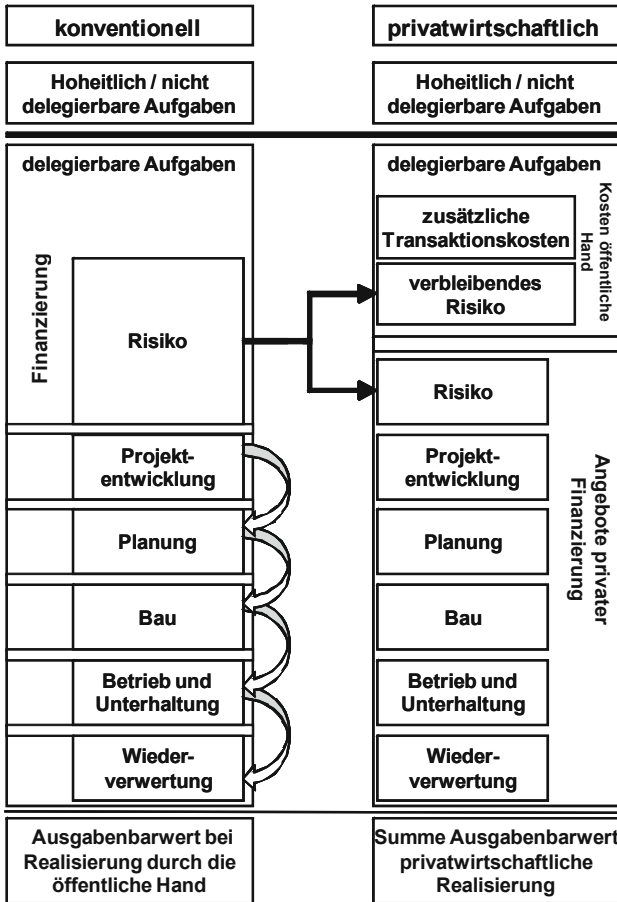 konventionell
Hoheitlich / nicht
delegierbare Aufgaben
delegierbare Aufgaben
Finanzierung
Risiko
Projekt-
entwicklung
Planung
Bau
Betrieb und
Unterhaltung
Wieder-
verwertung
Ausgabenbarwert bei
Realisierung durch die
öffentliche Hand
privatwirtschaftlich
Hoheitlich / nicht
delegierbare Aufgaben
delegierbare Aufgaben
zusätzliche
Transaktionskosten
verbleibendes
Risiko
Kosten öffentliche
Hand
Risiko
Projekt-
entwicklung
Planung
Bau
Betrieb und
Unterhaltung
Wieder-
verwertung
Angebote privater
Finanzierung
Summe Ausgabenbarwert
privatwirtschaftliche
Realisierung